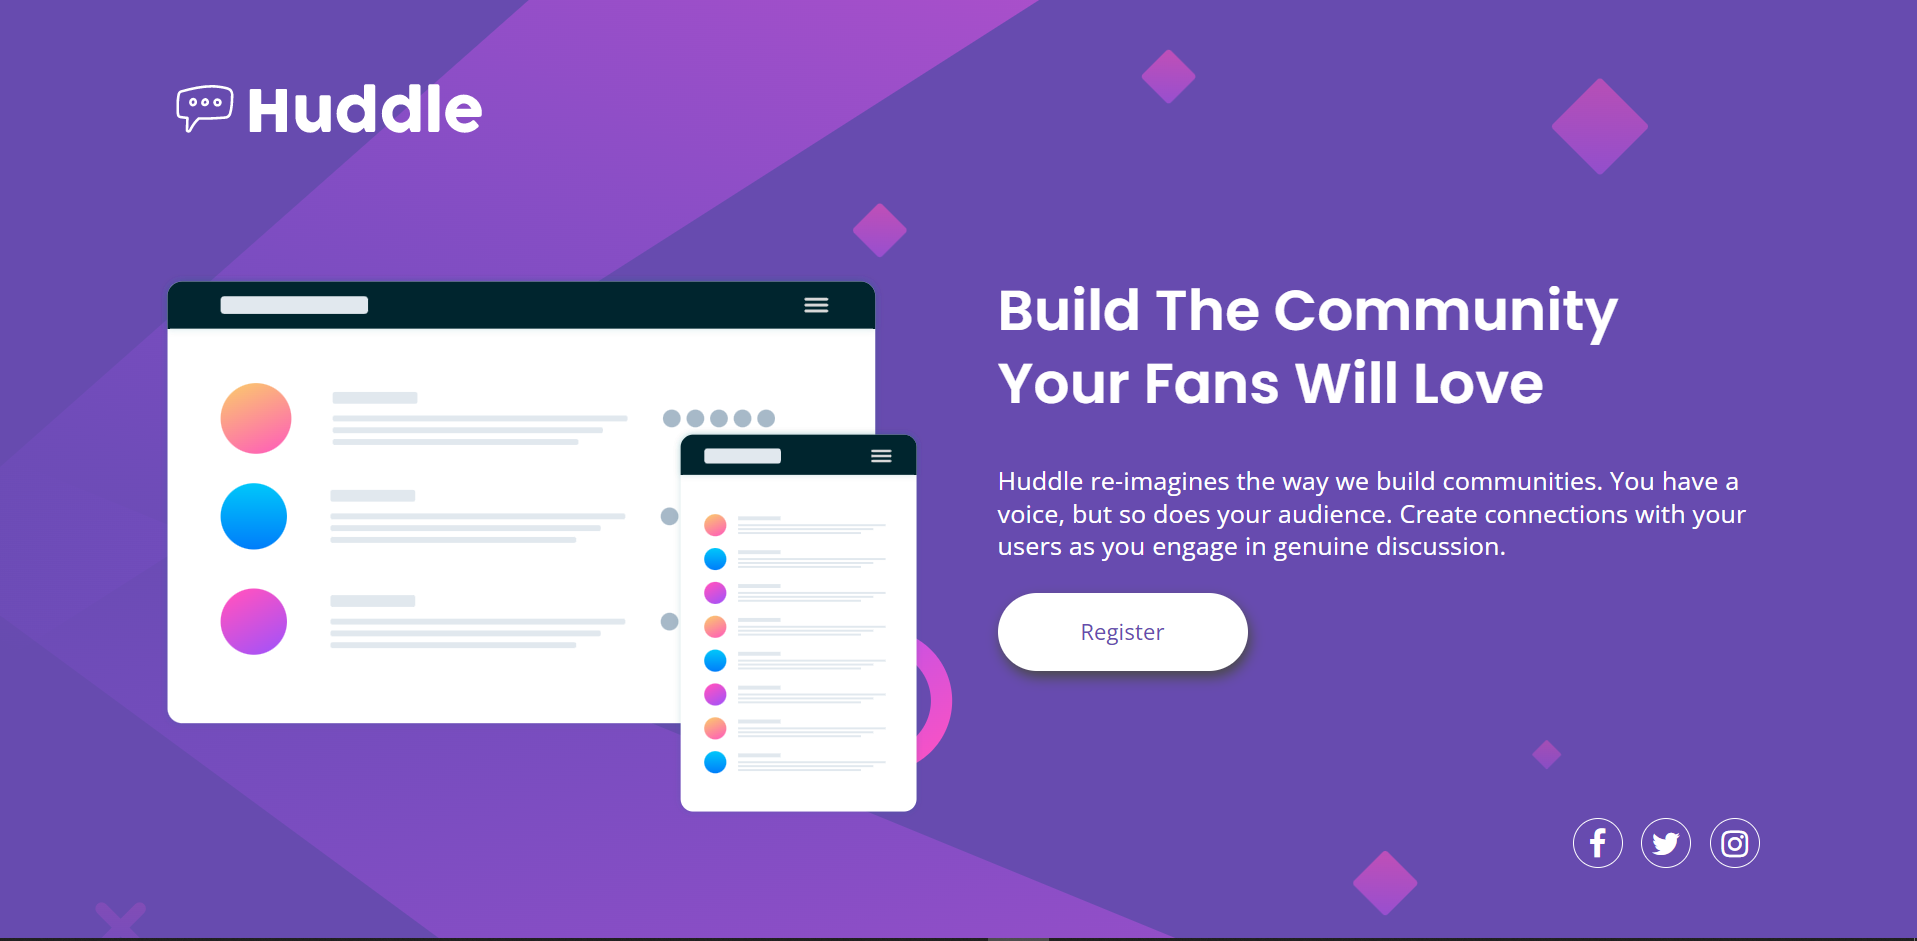 Huddle
Build The Community
Your Fans Will Love
Huddle re-imagines the way we build communities. You have a
voice, but so does your audience. Create connections with your
users as you engage in genuine discussion.
Register